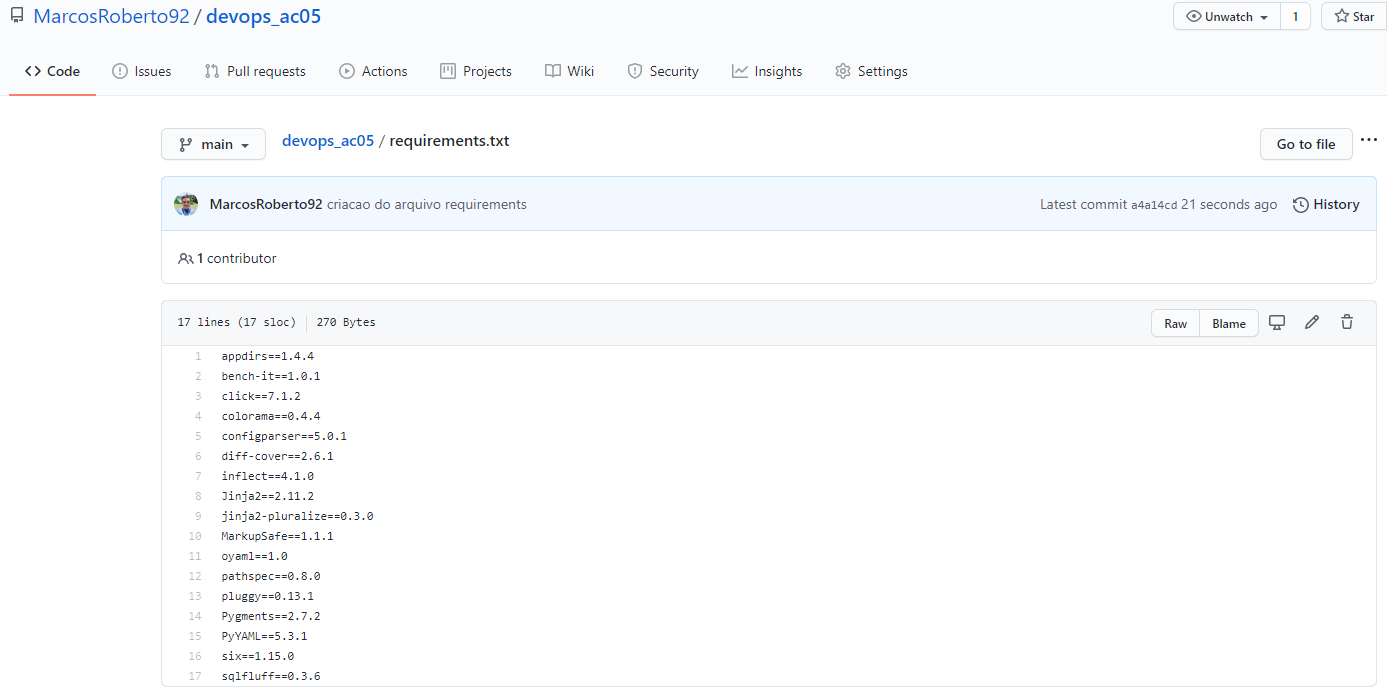 MarcosRoberto92 / devops_ac05
Unwatch 1 Star
Code Issues Pull requests Actions Projects Wiki Security Insights Settings
main devops_ac05 / requirements.txt Go to file ...
MarcosRoberto92 criacao do arquivo requirements Latest commit a4a14cd 21 seconds ago History
1 contributor
17 lines (17 sloc) 270 Bytes Raw Blame
1 appdirs==1.4.4
2 bench-it==1.0.1
3 click==7.1.2
4 colorama==0.4.4
5 configparser==5.0.1
6 diff-cover==2.6.1
7 inflect==4.1.0
8 Jinja2==2.11.2
9 jinja2-pluralize==0.3.0
10 MarkupSafe==1.1.1
11 oyaml==1.0
12 pathspec==0.8.0
13 pluggy==0.13.1
14 Pygments==2.7.2
15 PyYAML==5.3.1
16 six==1.15.0
17 sqlfluff==0.3.6